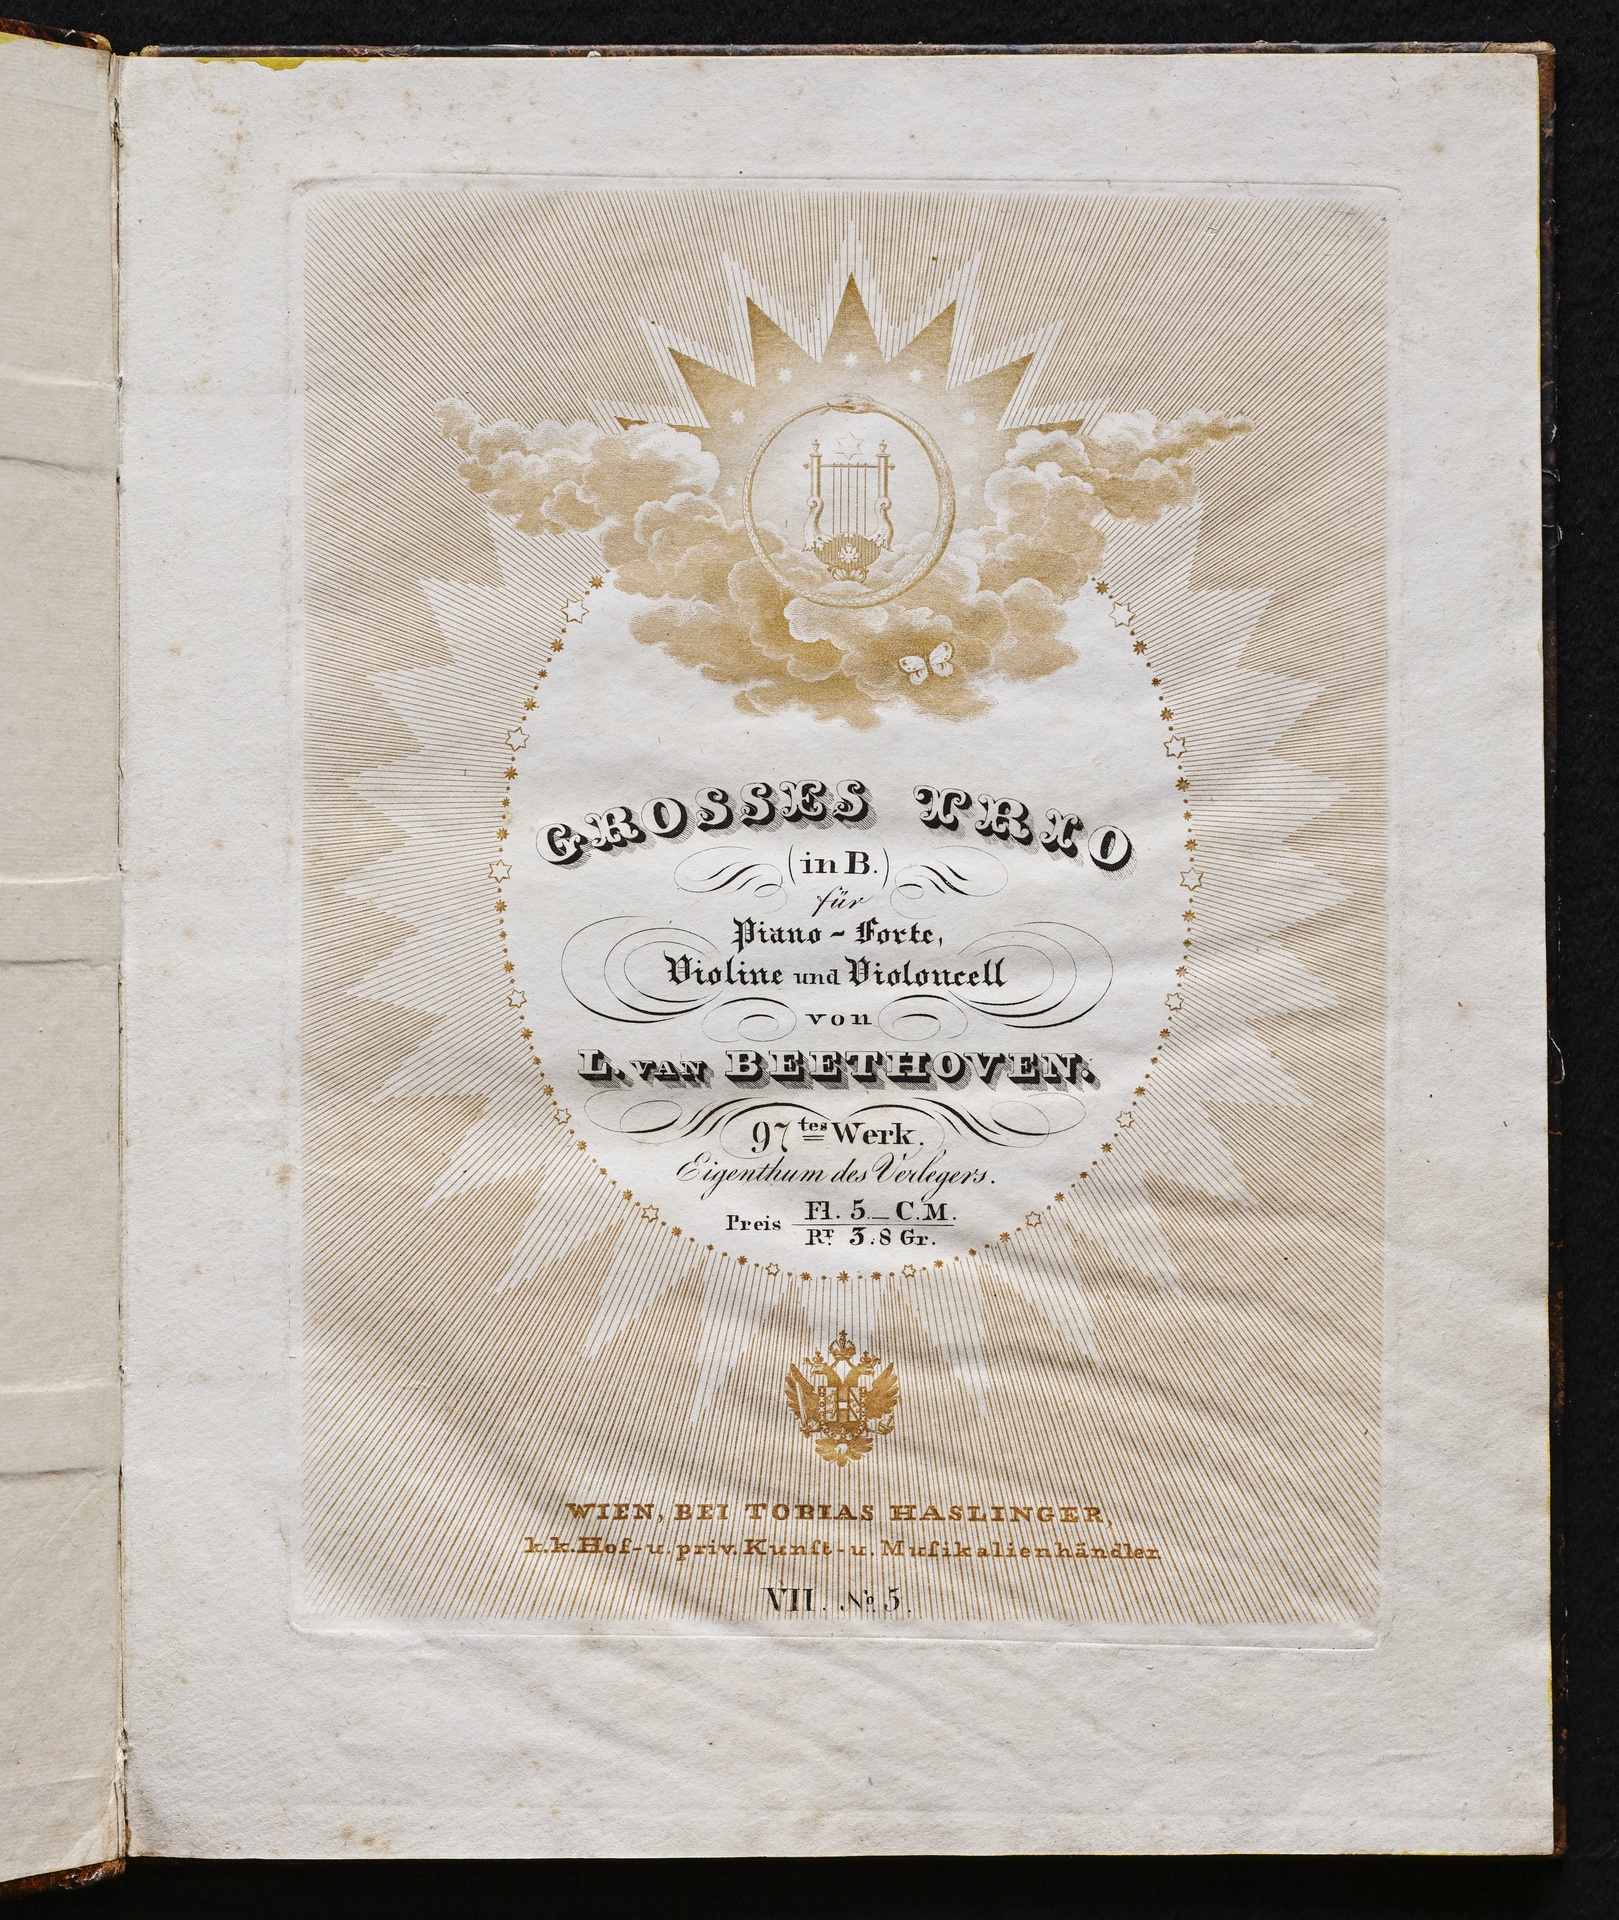 GROSSES TRIO
(in B.)
für
Piano-Forte,
Violine und Violoncell
von
L. VAN BEETHOVEN.
97tes Werk.
Eigenthum des Verlegers.
Preis Fl. 5_ C.M.
RT. 3.8 Gr.
WIEN, BEI TOBIAS HASLINGER,
k.k. Hof- u. priv. Kunſt- u. Muſikalienhändler.
VII. No. 5.